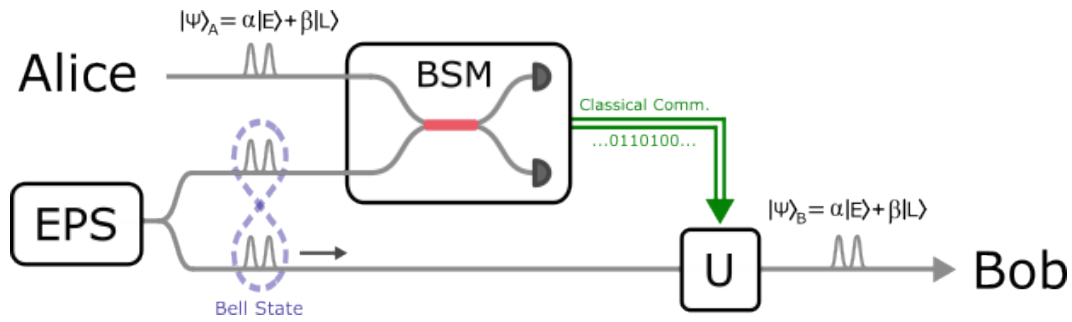 |Ψ⟩A = α|E⟩+β|L⟩
Alice
BSM
Classical Comm.
...0110100...
EPS
|Ψ⟩B = α|E⟩+β|L⟩
U
Bob
Bell State